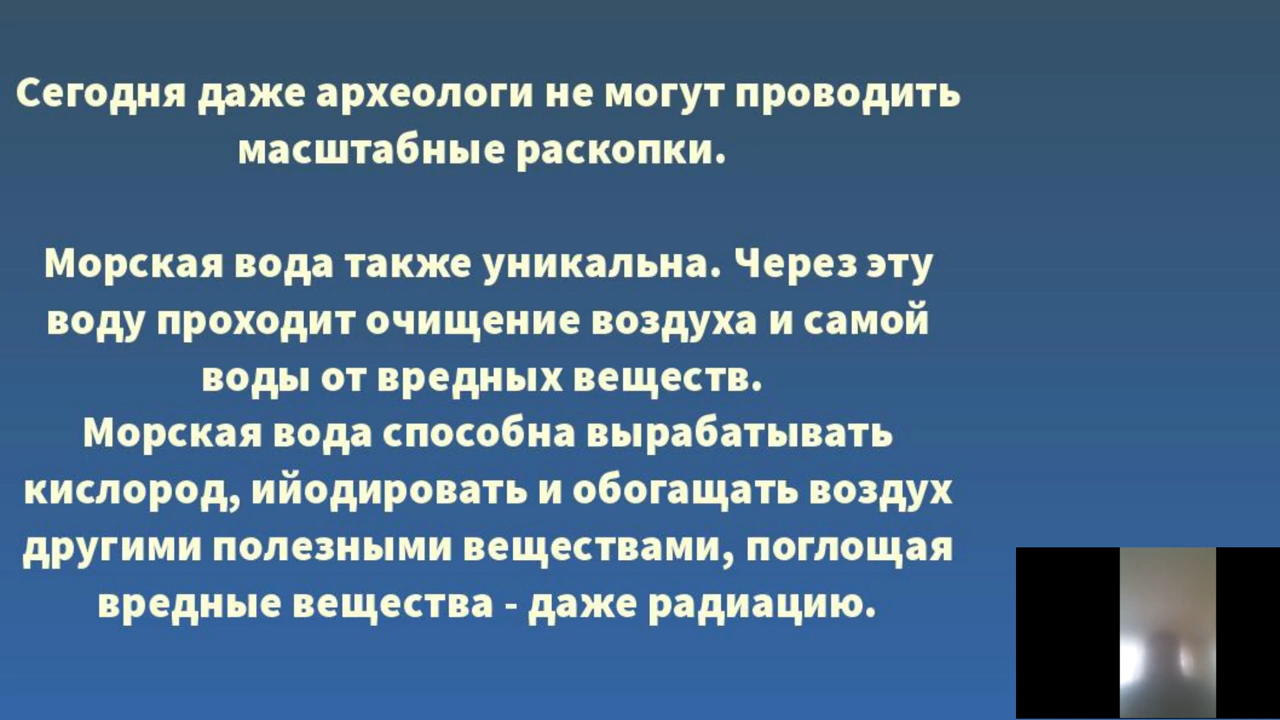 Сегодня даже археологи не могут проводить
масштабные раскопки.
Морская вода также уникальна. Через эту
воду проходит очищение воздуха и самой
воды от вредных веществ.
Морская вода способна вырабатывать
кислород, ийодировать и обогащать воздух
другими полезными веществами, поглощая
вредные вещества - даже радиацию.